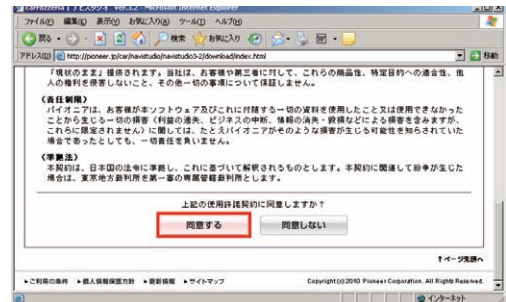 carrozzeria | ナビスタジオ Ver.3.2 - Microsoft Internet Explorer
ファイル(F) 編集(E) 表示(V) お気に入り(A) ツール(T) ヘルプ(H)
戻る 検索 お気に入り
アドレス(D) http://pioneer.jp/car/navistudio/navistudio3-2/download/index.html 移動
「現状のまま」提供されます。当社は、お客様や第三者に対して、これらの商品性、特定目的への適合性、他
人の権利を侵害しないこと、その他一切の事項について保証しません。
(責任制限)
パイオニアは、お客様が本ソフトウェア及びこれに付随する一切の資料を使用したこと又は使用できなかった
ことから生じる一切の損害(利益の逸失、ビジネスの中断、情報の消失・毀損などによる損害を含みますが、
これらに限定されません)に関しては、たとえパイオニアがそのような損害が生じる可能性を知らされていた
場合であったとしても、一切責任を負いません。
(準拠法)
本契約は、日本国の法令に準拠し、これに基づいて解釈されるものとします。本契約に関連して紛争が生じた
場合は、東京地方裁判所を第一審の専属管轄裁判所とします。
上記の使用許諾契約に同意しますか?
同意する 同意しない
↑ページ先頭へ
▶ご利用の条件 ▶個人情報保護方針 ▶更新情報 ▶サイトマップ Copyright(c)2010 Pioneer Corporation. All Rights Reserved.
インターネット